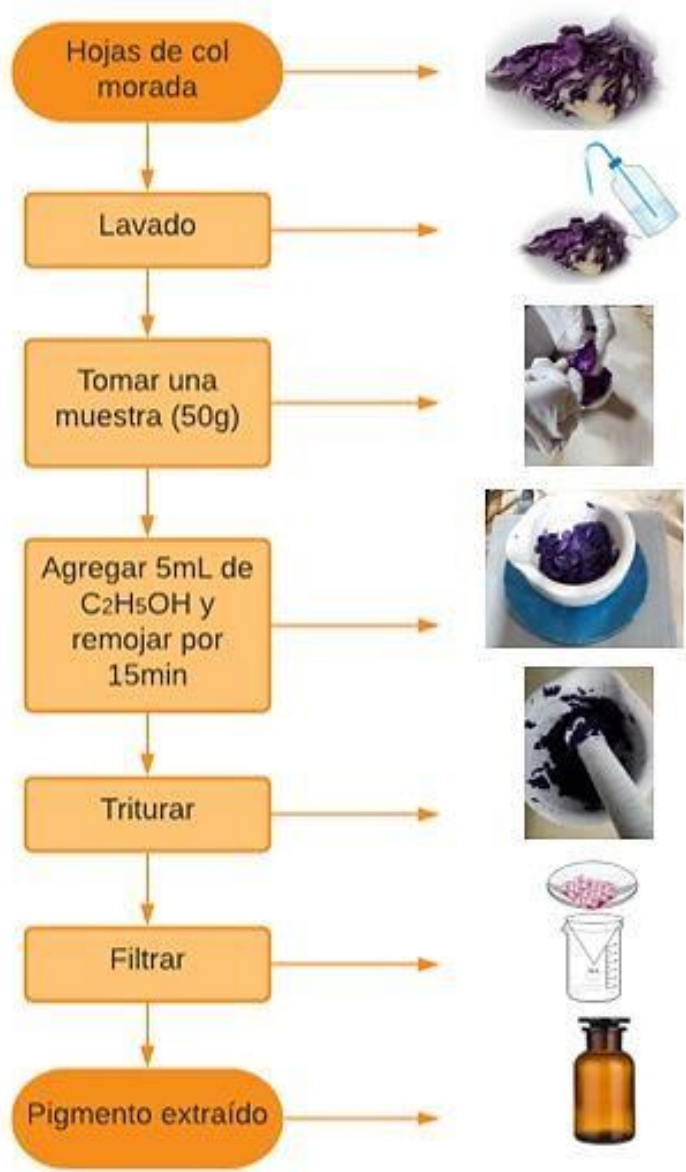 Hojas de col
morada
Lavado
Tomar una
muestra (50g)
Agregar 5mL de
C₂H₅OH y
remojar por
15min
Triturar
Filtrar
Pigmento extraído